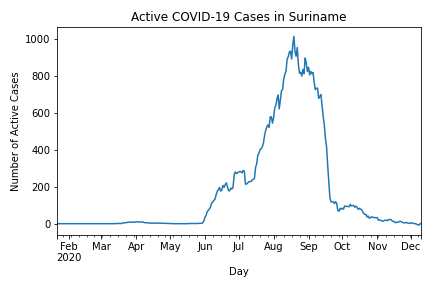 Active COVID-19 Cases in Suriname
Number of Active Cases
1000
800
600
400
200
0
Feb Mar Apr May Jun Jul Aug Sep Oct Nov Dec
2020
Day